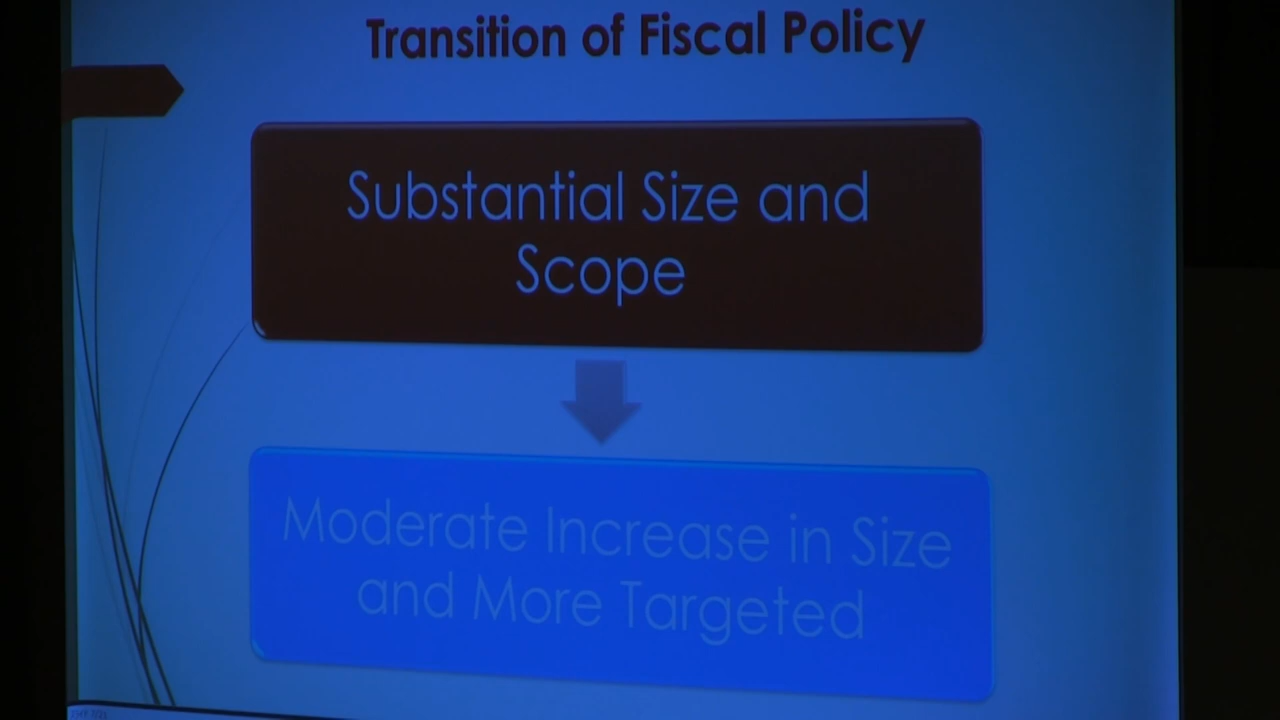 Transition of Fiscal Policy
Substantial Size and
Scope
Moderate Increase in Size
and More Targeted